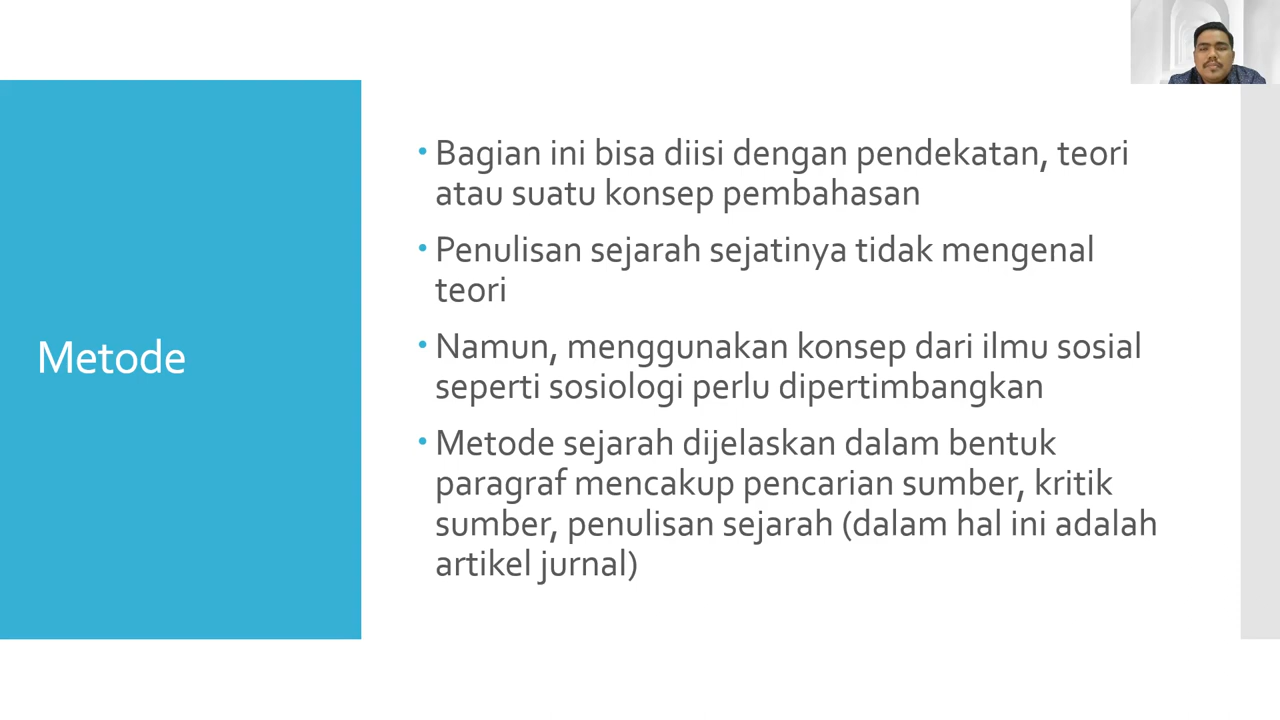 Metode
• Bagian ini bisa diisi dengan pendekatan, teori
atau suatu konsep pembahasan
• Penulisan sejarah sejatinya tidak mengenal
teori
• Namun, menggunakan konsep dari ilmu sosial
seperti sosiologi perlu dipertimbangkan
• Metode sejarah dijelaskan dalam bentuk
paragraf mencakup pencarian sumber, kritik
sumber, penulisan sejarah (dalam hal ini adalah
artikel jurnal)